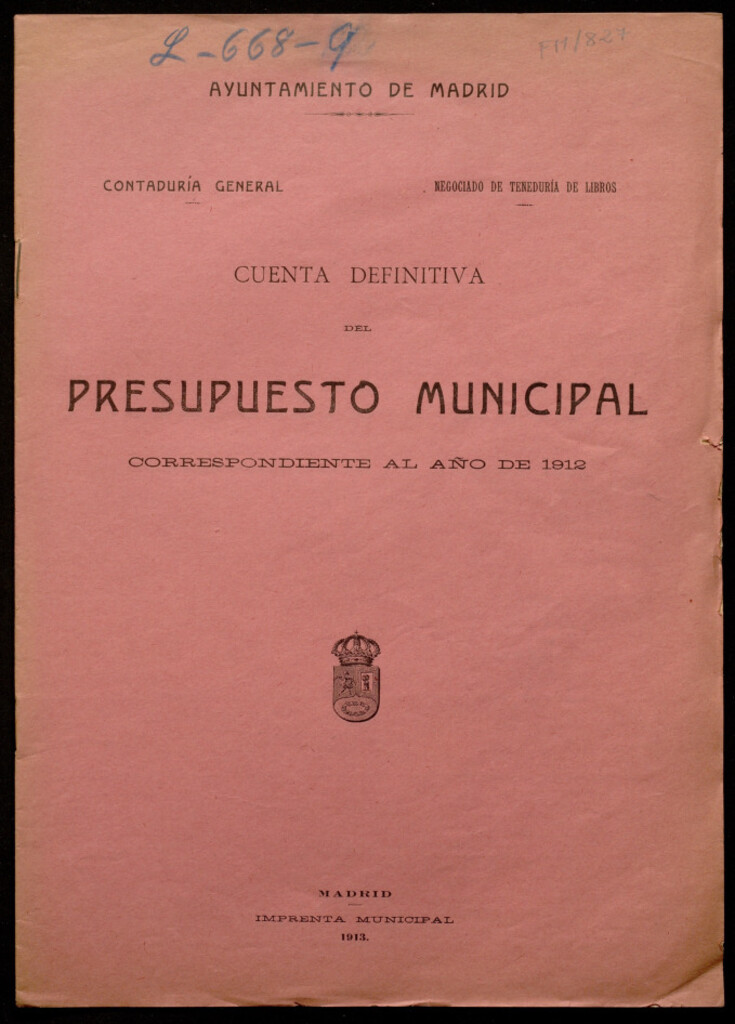 L-668-9
FM/827
AYUNTAMIENTO DE MADRID
CONTADURÍA GENERAL
NEGOCIADO DE TENEDURÍA DE LIBROS
CUENTA DEFINITIVA
DEL
PRESUPUESTO MUNICIPAL
CORRESPONDIENTE AL AÑO DE 1912
MADRID
IMPRENTA MUNICIPAL
1913.